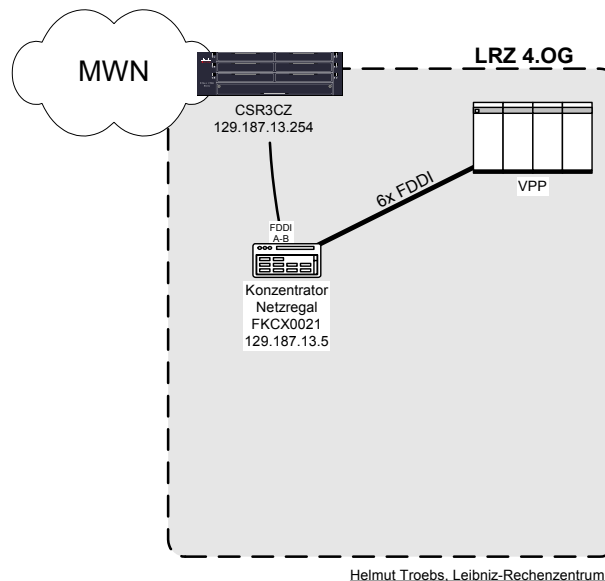 MWN
LRZ 4.OG
CSR3CZ
129.187.13.254
VPP
6x FDDI
FDDI
A-B
Konzentrator
Netzregal
FKCX0021
129.187.13.5
Helmut Troebs, Leibniz-Rechenzentrum